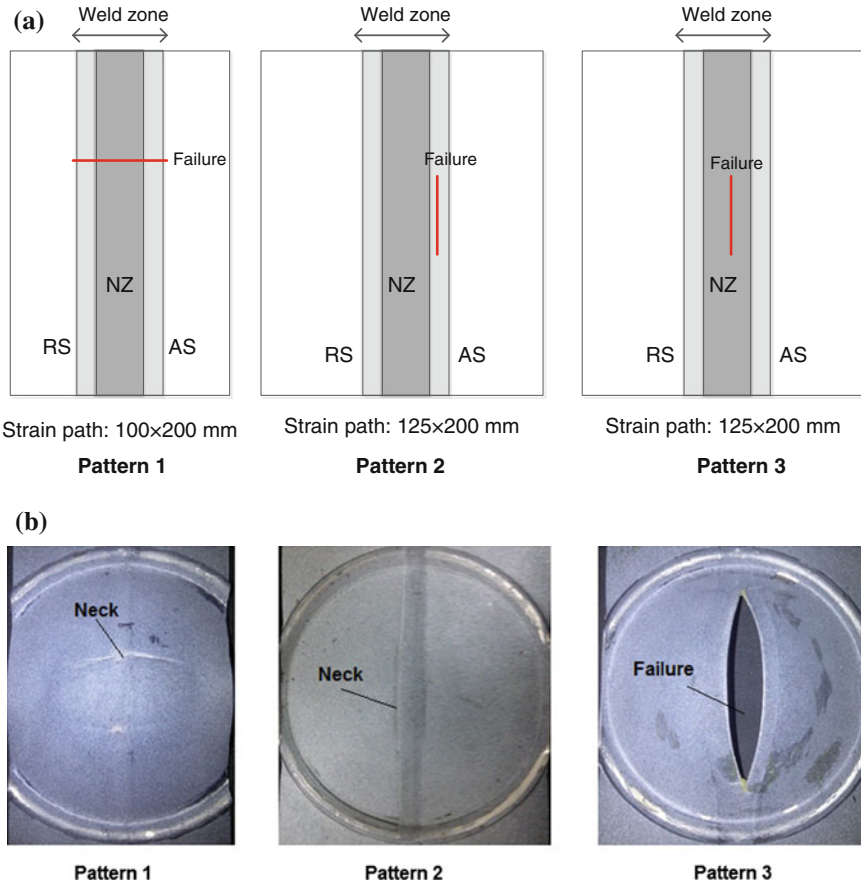 (a)
Weld zone
Weld zone
Weld zone
Failure
Failure
Failure
NZ
NZ
NZ
RS
AS
RS
AS
RS
AS
Strain path: 100×200 mm
Strain path: 125×200 mm
Strain path: 125×200 mm
Pattern 1
Pattern 2
Pattern 3
(b)
Neck
Neck
Failure
Pattern 1
Pattern 2
Pattern 3